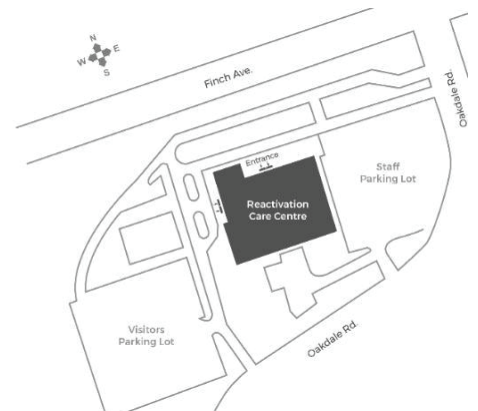 N
W E
S
Finch Ave.
Oakdale Rd.
Entrance
Staff
Parking Lot
Reactivation
Care Centre
Visitors
Parking Lot
Oakdale Rd.